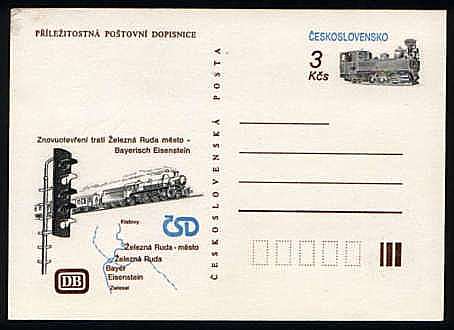 PŘÍLEŽITOSTNÁ POŠTOVNÍ DOPISNICE
ČESKOSLOVENSKO
3
Kčs
ČESKOSLOVENSKÁ POŠTA
Znovuotevření trati Železná Ruda město -
Bayerisch Eisenstein
ČSD
Klatovy
Železná Ruda - město
Železná Ruda
Bayer
Eisenstein
Zwiesel
DB